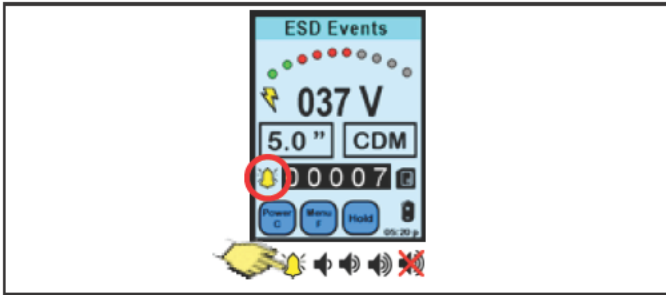 ESD Events
037 V
5.0 ” CDM
00007
Power C Menu F Hold
05:20 p